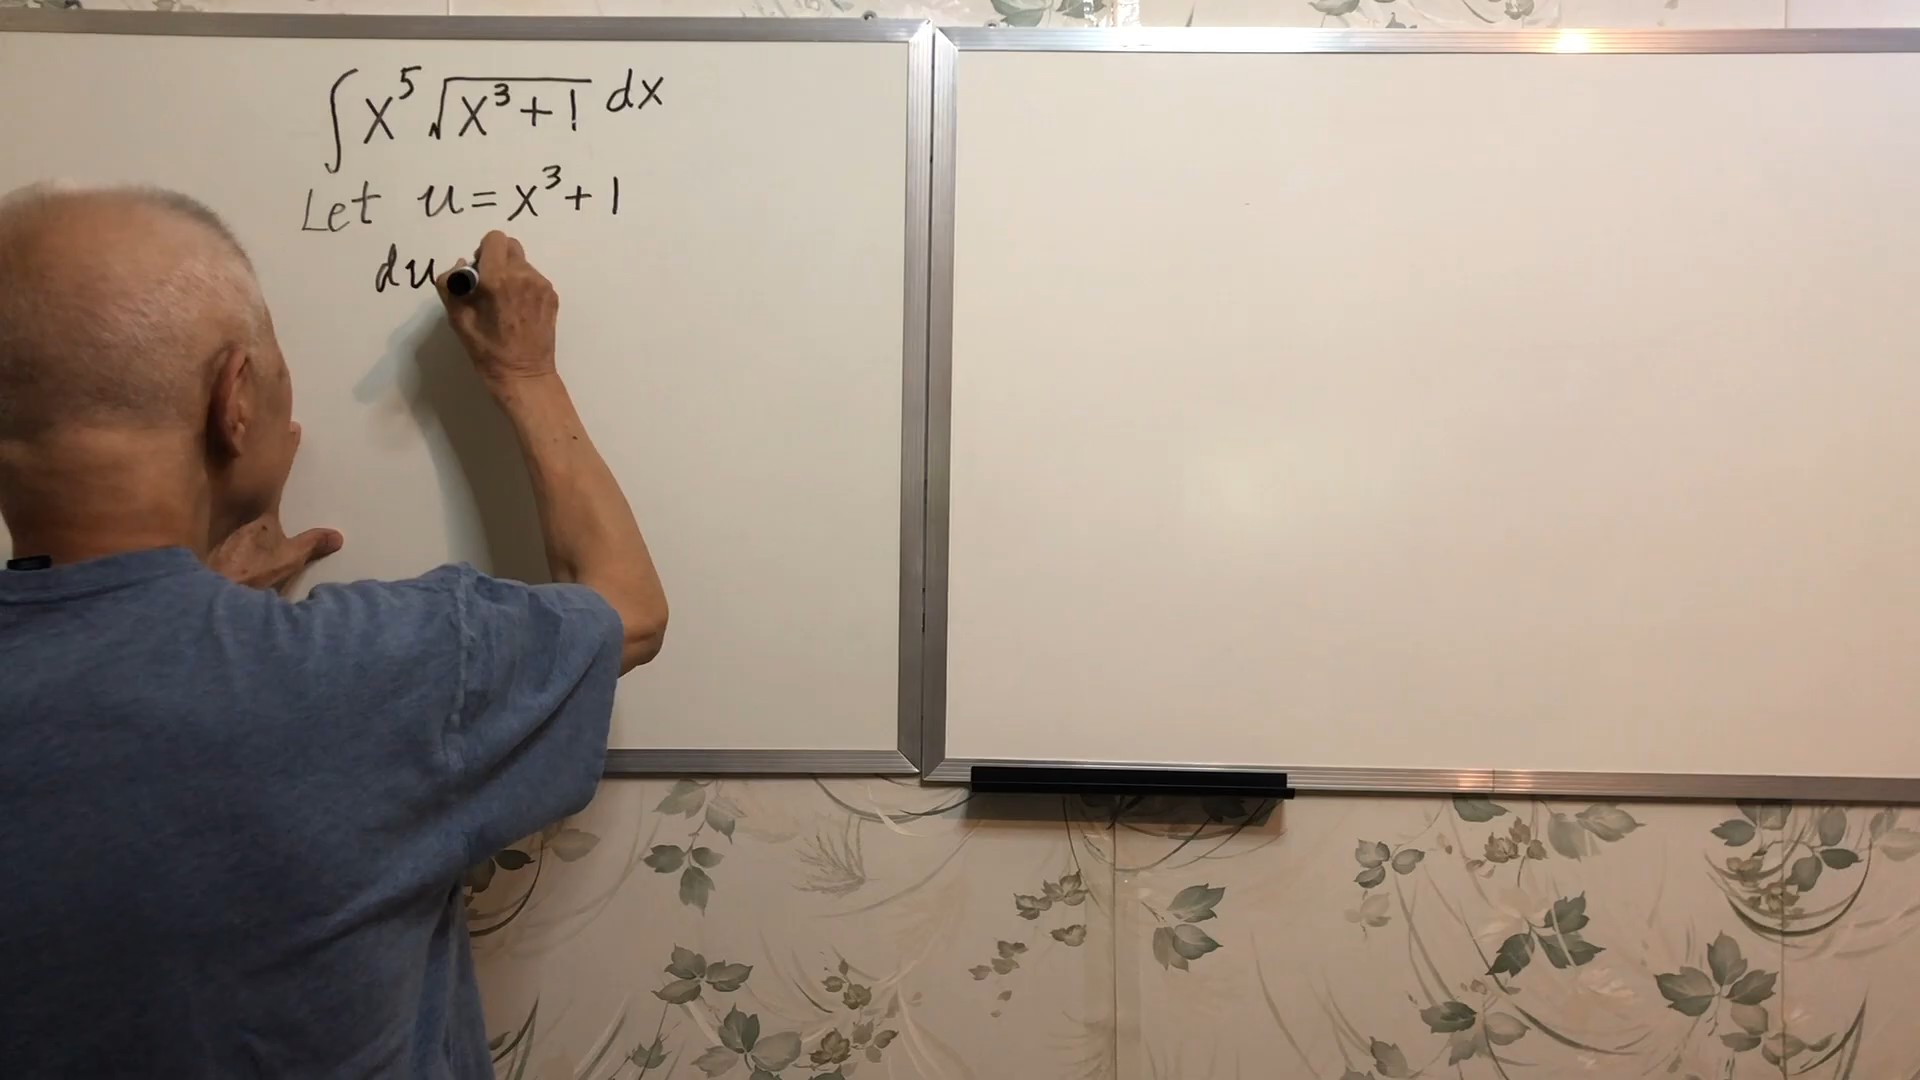 ∫ x⁵ √(x³+1) dx
Let u = x³ + 1
du